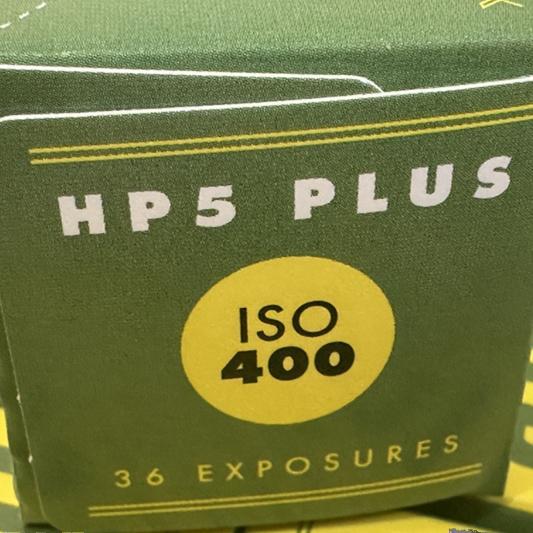 HP5 PLUS
ISO
400
36 EXPOSURES